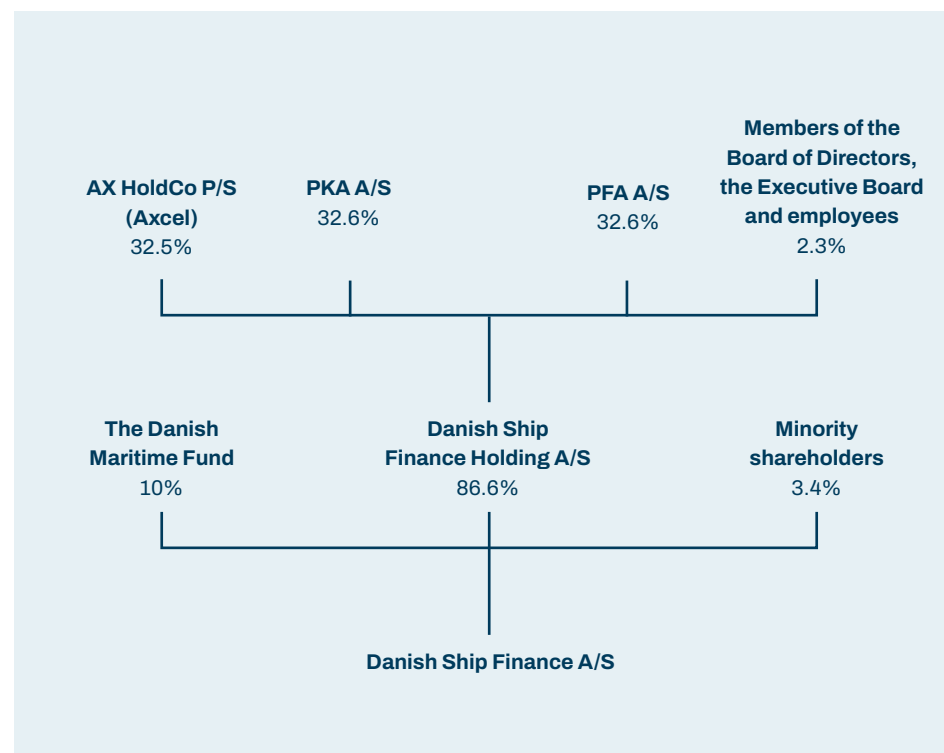 AX HoldCo P/S
(Axcel)
32.5%
PKA A/S
32.6%
PFA A/S
32.6%
Members of the
Board of Directors,
the Executive Board
and employees
2.3%
The Danish
Maritime Fund
10%
Danish Ship
Finance Holding A/S
86.6%
Minority
shareholders
3.4%
Danish Ship Finance A/S